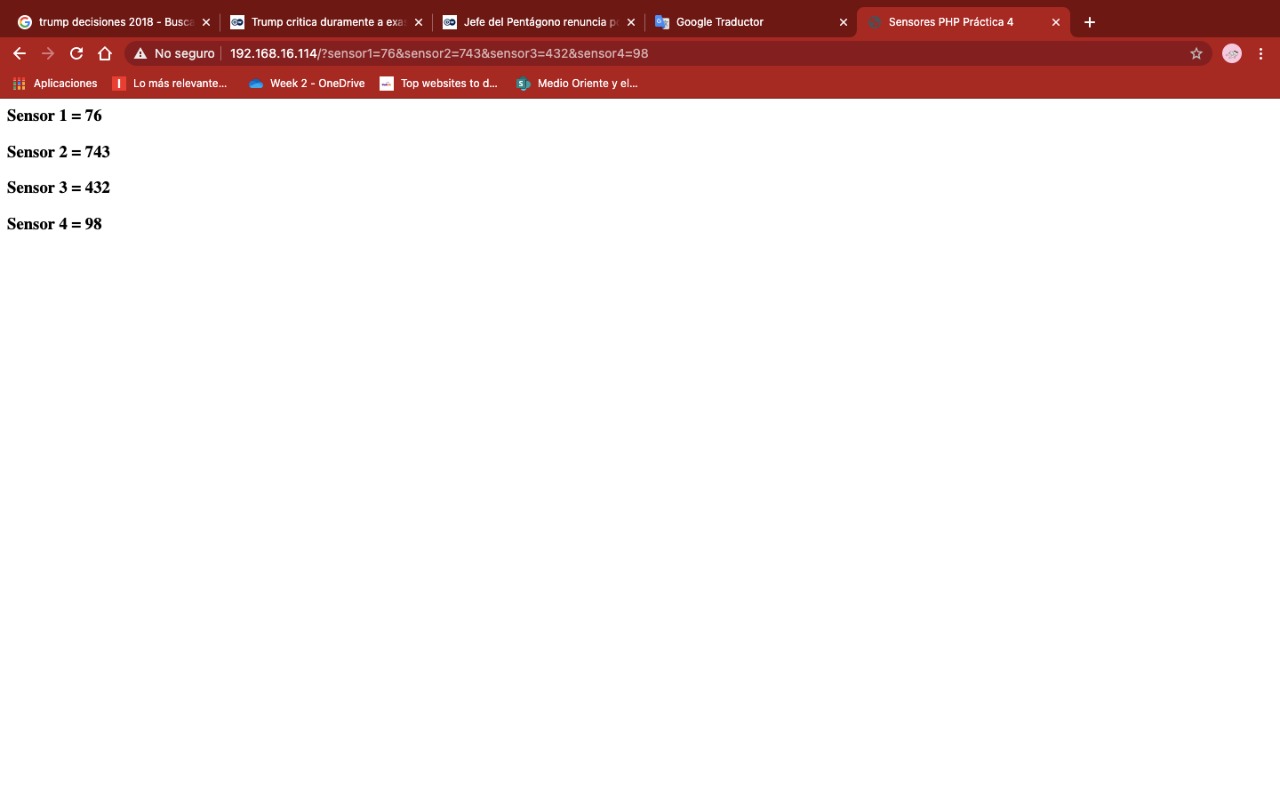 trump decisiones 2018 - Busca
Trump critica duramente a exa
Jefe del Pentágono renuncia po
Google Traductor
Sensores PHP Práctica 4
No seguro
192.168.16.114/?sensor1=76&sensor2=743&sensor3=432&sensor4=98
Aplicaciones
Lo más relevante...
Week 2 - OneDrive
Top websites to d...
Medio Oriente y el...
Sensor 1 = 76
Sensor 2 = 743
Sensor 3 = 432
Sensor 4 = 98